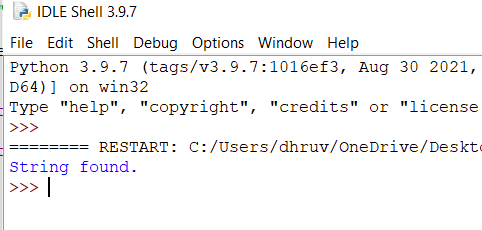 IDLE Shell 3.9.7
File Edit Shell Debug Options Window Help
Python 3.9.7 (tags/v3.9.7:1016ef3, Aug 30 2021,
D64)] on win32
Type "help", "copyright", "credits" or "license
>>>
======== RESTART: C:/Users/dhruv/OneDrive/Deskto
String found.
>>>